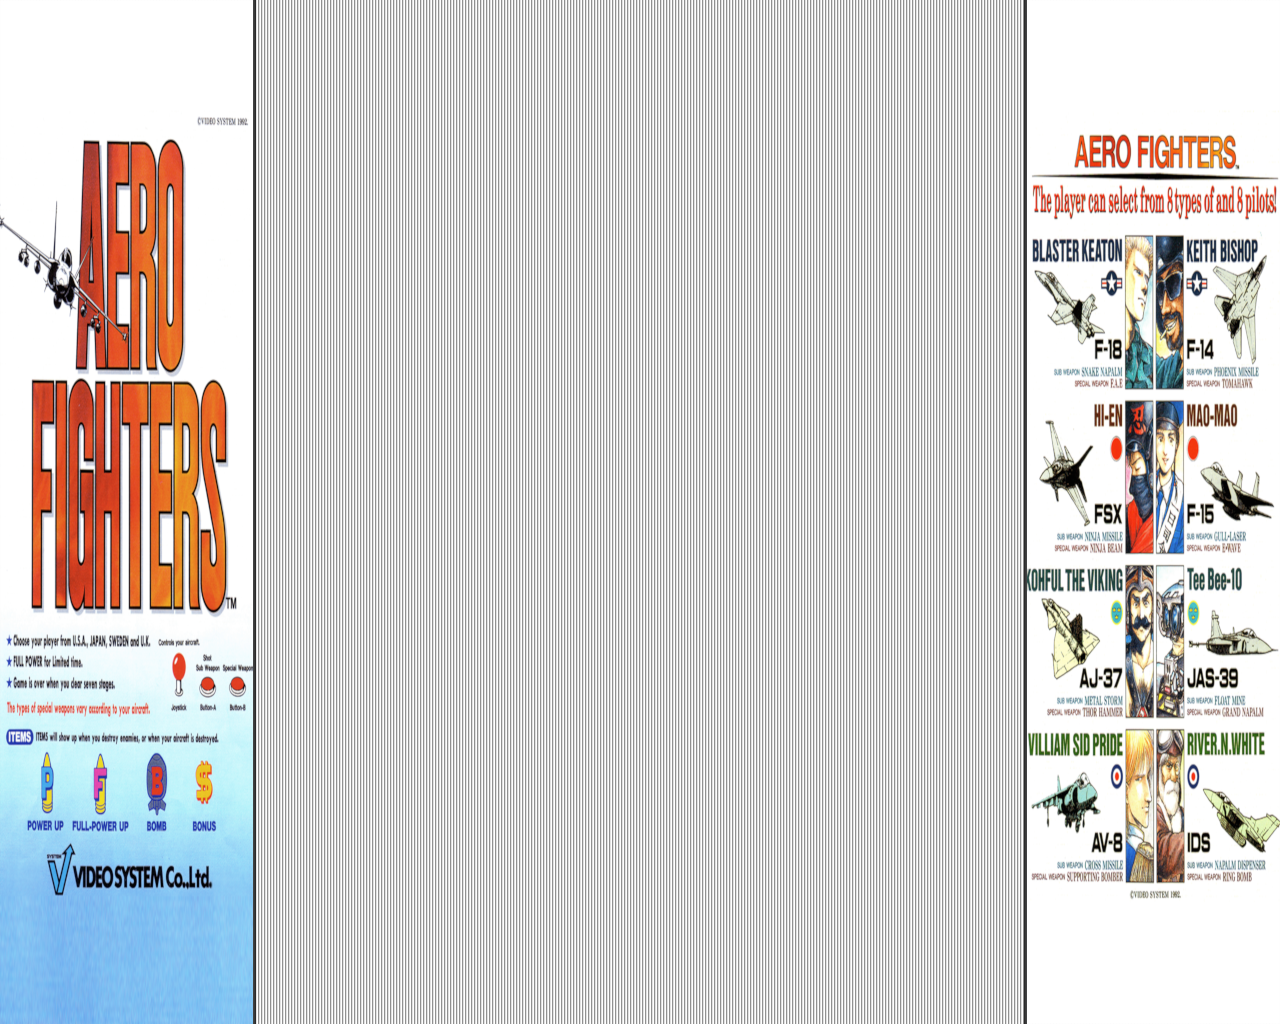 ©VIDEO SYSTEM 1992.
AERO
FIGHTERS
TM
★Choose your player from U.S.A., JAPAN, SWEDEN and U.K.
★FULL POWER for Limited time.
★Game is over when you clear seven stages.
The types of special weapons vary according to your aircraft.
Controls your aircraft.
Shot
Sub Weapon
Special Weapon
Joystick
Button-A
Button-B
ITEMS ITEMS will show up when you destroy enemies, or when your aircraft is destroyed.
P
F
B
$
POWER UP
FULL-POWER UP
BOMB
BONUS
SYSTEM
V VIDEO SYSTEM Co.,Ltd.
AERO FIGHTERS
The player can select from 8 types of and 8 pilots!
BLASTER KEATON
F-18
SUB WEAPON SNAKE NAPALM
SPECIAL WEAPON F.A.E
KEITH BISHOP
F-14
SUB WEAPON PHOENIX MISSILE
SPECIAL WEAPON TOMAHAWK
HI-EN
忍
FSX
SUB WEAPON NINJA MISSILE
SPECIAL WEAPON NINJA BEAM
MAO-MAO
F-15
SUB WEAPON GULL-LASER
SPECIAL WEAPON E-WAVE
KOHFUL THE VIKING
AJ-37
SUB WEAPON METAL STORM
SPECIAL WEAPON THOR HAMMER
Tee Bee-10
JAS-39
SUB WEAPON FLOAT MINE
SPECIAL WEAPON GRAND NAPALM
VILLIAM SID PRIDE
AV-8
SUB WEAPON CROSS MISSILE
SPECIAL WEAPON SUPPORTING BOMBER
RIVER.N.WHITE
IDS
SUB WEAPON NAPALM DISPENSER
SPECIAL WEAPON RING BOMB
©VIDEO SYSTEM 1992.